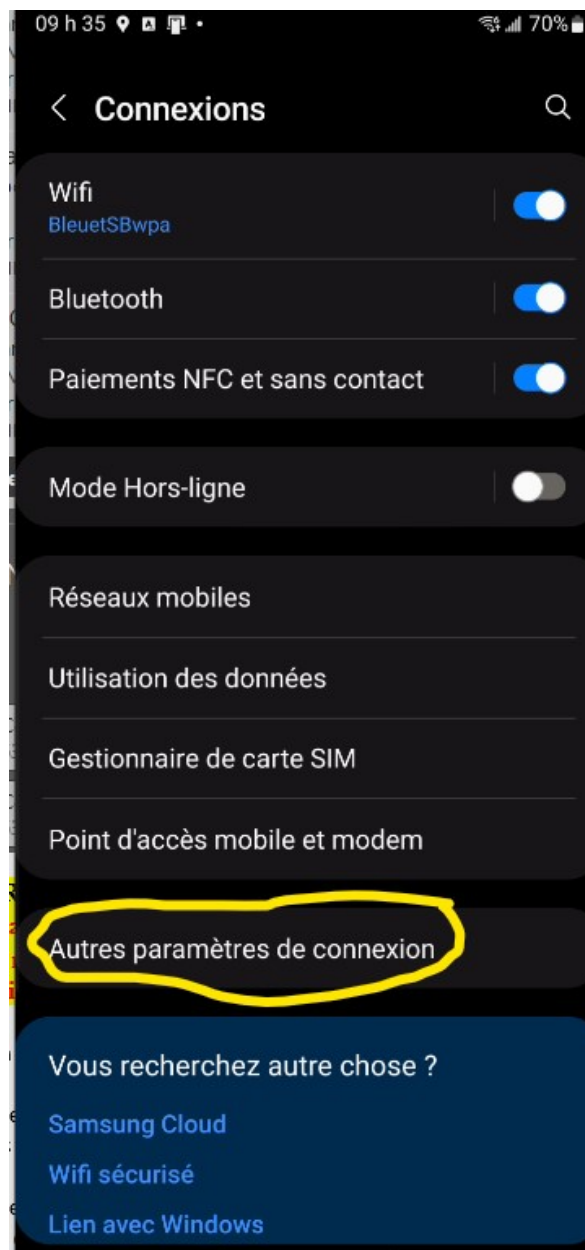 09 h 35
70%
Connexions
Wifi
BleuetSBwpa
Bluetooth
Paiements NFC et sans contact
Mode Hors-ligne
Réseaux mobiles
Utilisation des données
Gestionnaire de carte SIM
Point d'accès mobile et modem
Autres paramètres de connexion
Vous recherchez autre chose ?
Samsung Cloud
Wifi sécurisé
Lien avec Windows